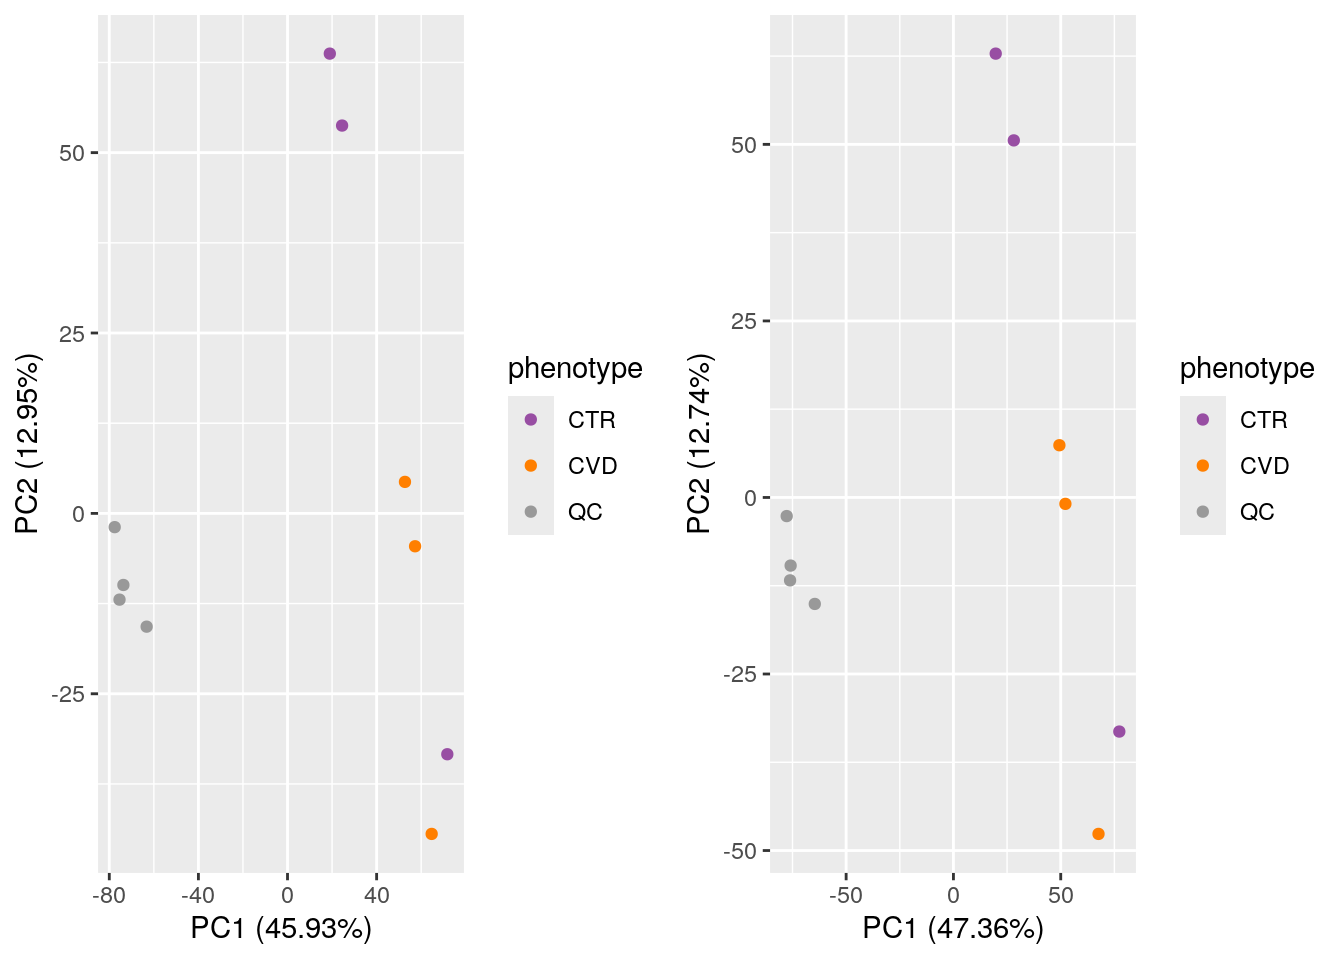 PC2 (12.95%)
50
25
0
-25
-80 -40 0 40
PC1 (45.93%)
phenotype
CTR
CVD
QC
PC2 (12.74%)
50
25
0
-25
-50
-50 0 50
PC1 (47.36%)
phenotype
CTR
CVD
QC